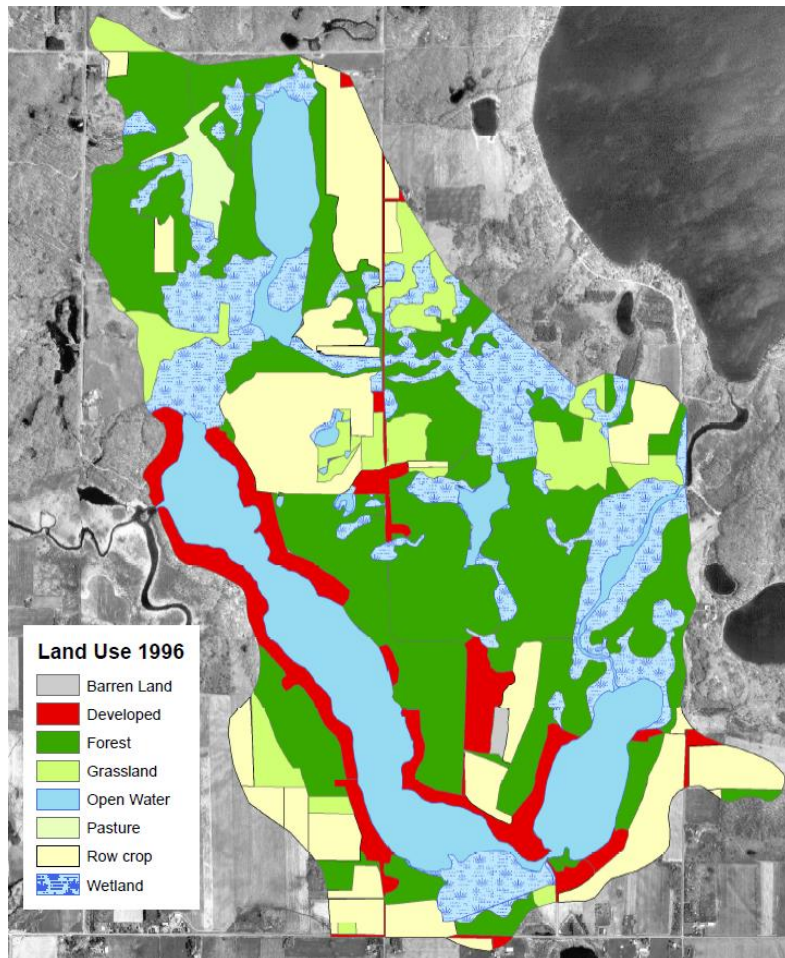 Land Use 1996
Barren Land
Developed
Forest
Grassland
Open Water
Pasture
Row crop
Wetland